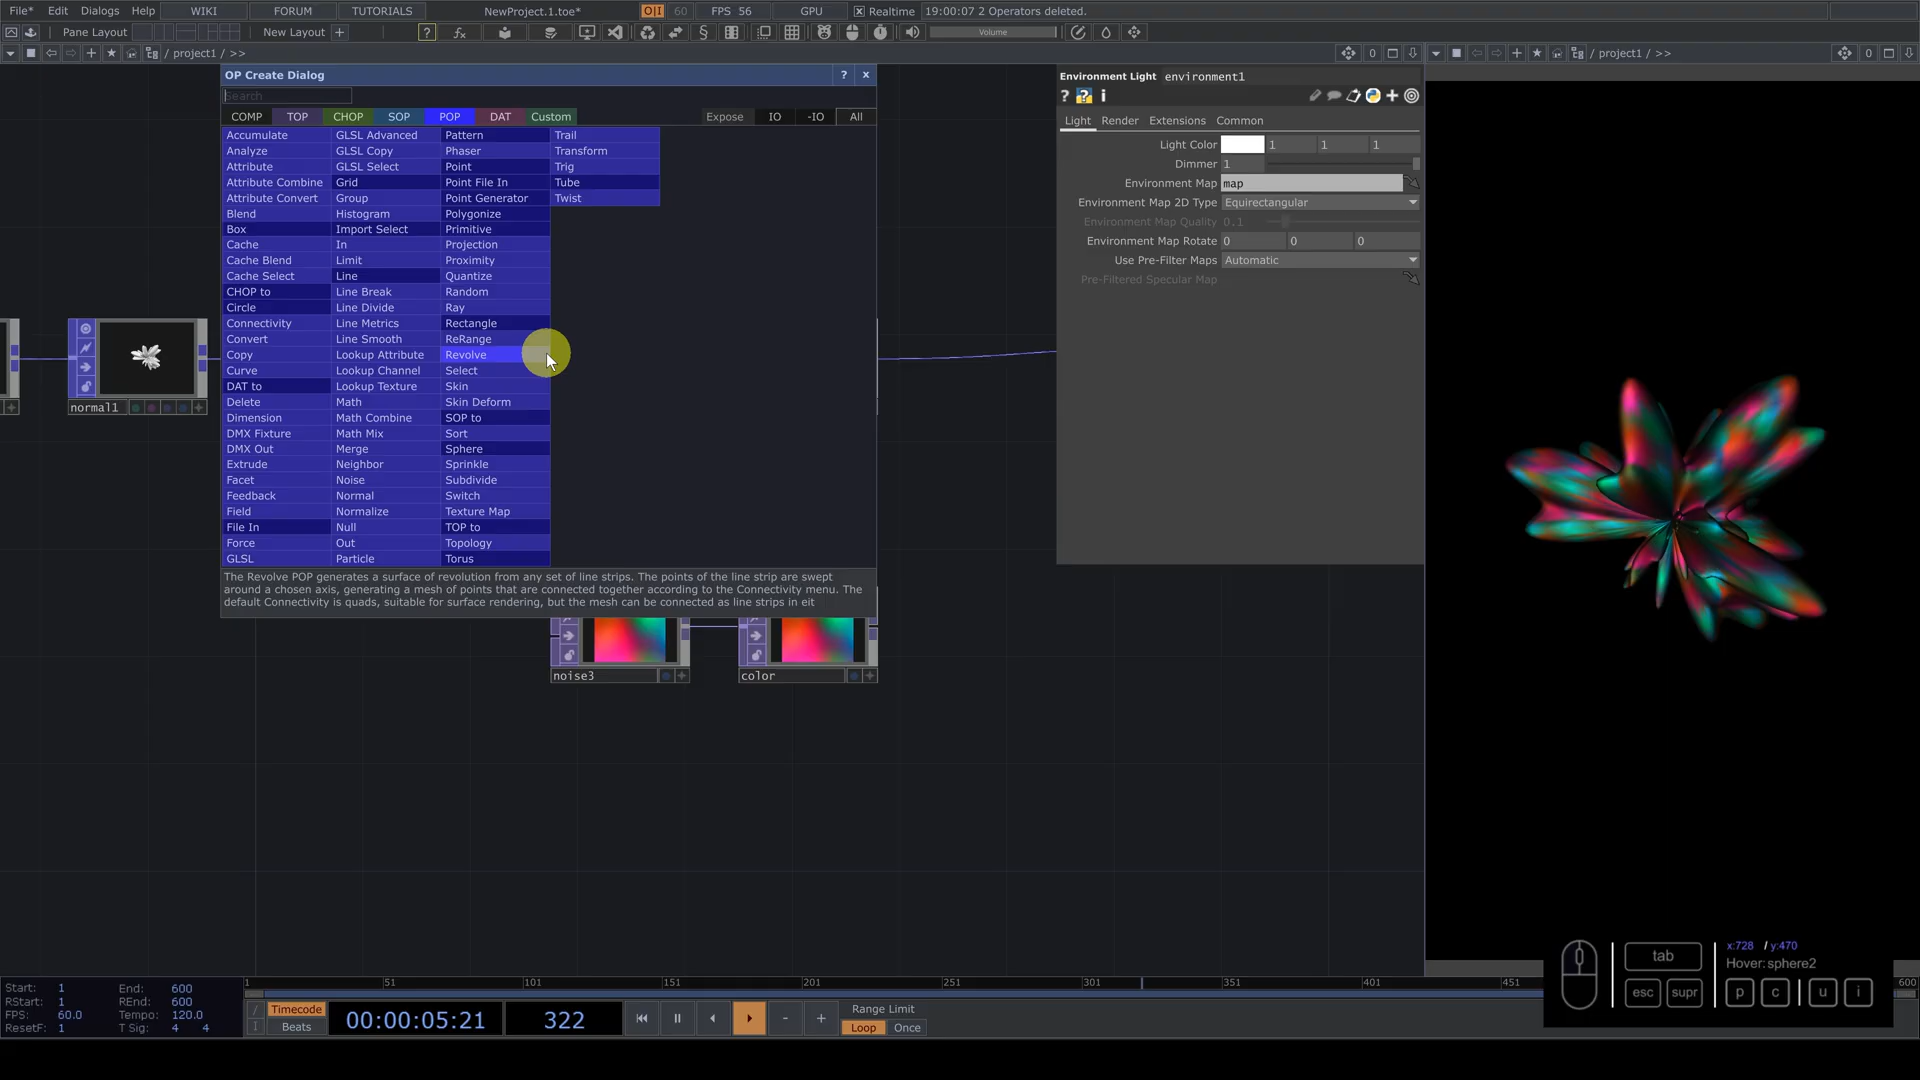 File* Edit Dialogs Help WIKI FORUM TUTORIALS NewProject.1.toe* O|I 60 FPS 56 GPU Realtime 19:00:07 2 Operators deleted.
Pane Layout New Layout + ? fx Volume
/ project1 / >> 0 / project1 / >> 0
OP Create Dialog ? x
Search
COMP TOP CHOP SOP POP DAT Custom Expose IO -IO All
Accumulate GLSL Advanced Pattern Trail
Analyze GLSL Copy Phaser Transform
Attribute GLSL Select Point Trig
Attribute Combine Grid Point File In Tube
Attribute Convert Group Point Generator Twist
Blend Histogram Polygonize
Box Import Select Primitive
Cache In Projection
Cache Blend Limit Proximity
Cache Select Line Quantize
CHOP to Line Break Random
Circle Line Divide Ray
Connectivity Line Metrics Rectangle
Convert Line Smooth ReRange
Copy Lookup Attribute Revolve
Curve Lookup Channel Select
DAT to Lookup Texture Skin
Delete Math Skin Deform
Dimension Math Combine SOP to
DMX Fixture Math Mix Sort
DMX Out Merge Sphere
Extrude Neighbor Sprinkle
Facet Noise Subdivide
Feedback Normal Switch
Field Normalize Texture Map
File In Null TOP to
Force Out Topology
GLSL Particle Torus
The Revolve POP generates a surface of revolution from any set of line strips. The points of the line strip are swept
around a chosen axis, generating a mesh of points that are connected together according to the Connectivity menu. The
default Connectivity is quads, suitable for surface rendering, but the mesh can be connected as line strips in eit
Environment Light environment1
? ? i
Light Render Extensions Common
Light Color 1 1 1
Dimmer 1
Environment Map map
Environment Map 2D Type Equirectangular
Environment Map Quality 0.1
Environment Map Rotate 0 0 0
Use Pre-Filter Maps Automatic
Pre-Filtered Specular Map
normal1
noise3 color
x:728 / y:470
Hover:sphere2
tab
esc supr p c u i
Start: 1 End: 600
RStart: 1 REnd: 600
FPS: 60.0 Tempo: 120.0
ResetF: 1 T Sig: 4 4
1 51 101 151 201 251 301 351 401 451 600
Timecode
Beats
00:00:05:21 322
Range Limit
Loop Once